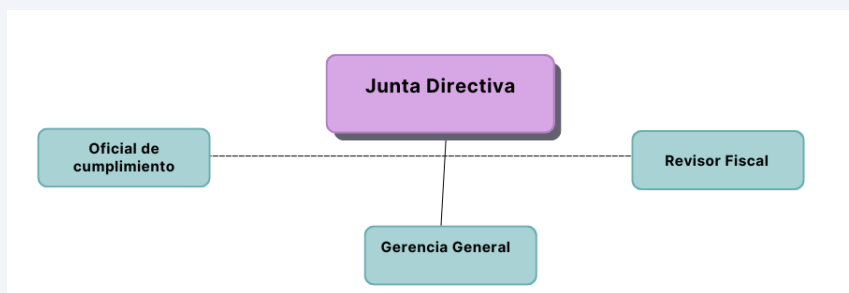 Junta Directiva
Oficial de
cumplimiento
Revisor Fiscal
Gerencia General